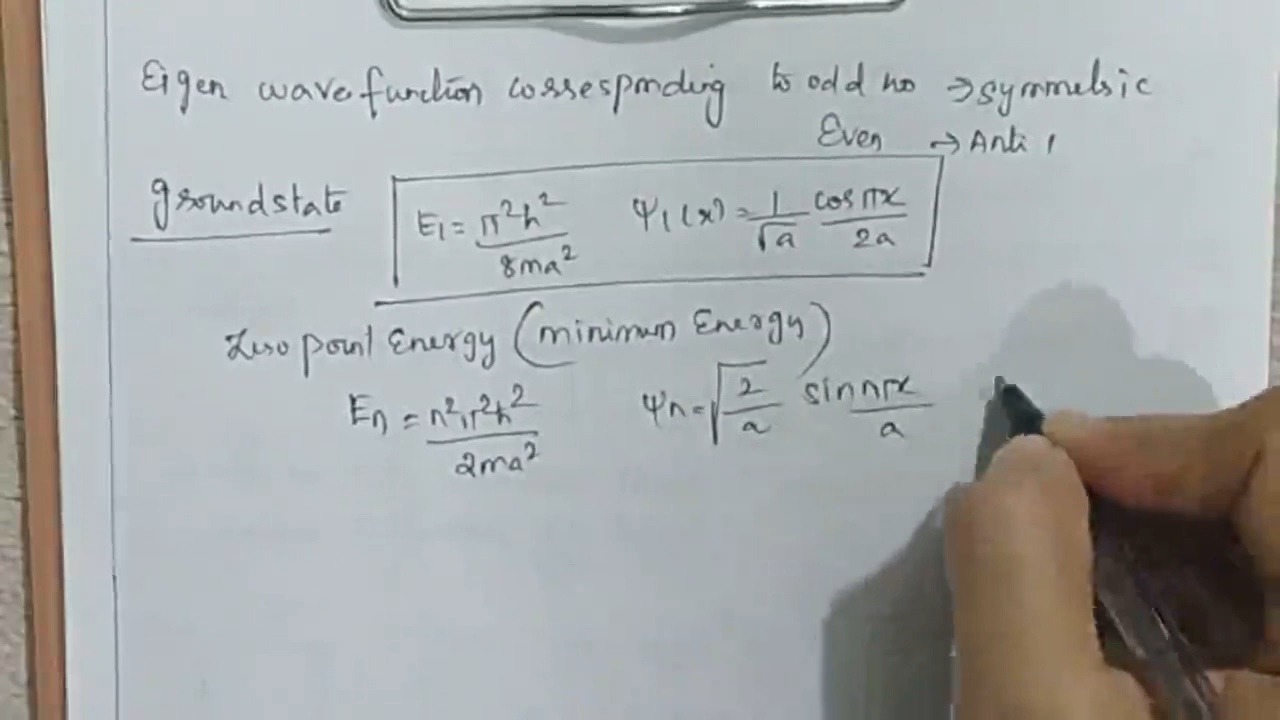 Eigen wavefunction corresponding to odd no → symmetric
Even → Anti "
groundstate
E₁ = π²ħ²/8ma² ψ₁(x) = 1/√a cos πx/2a
Zero point Energy (minimum Energy)
Eₙ = n²π²ħ²/2ma² ψₙ = √(2/a) sin nπx/a